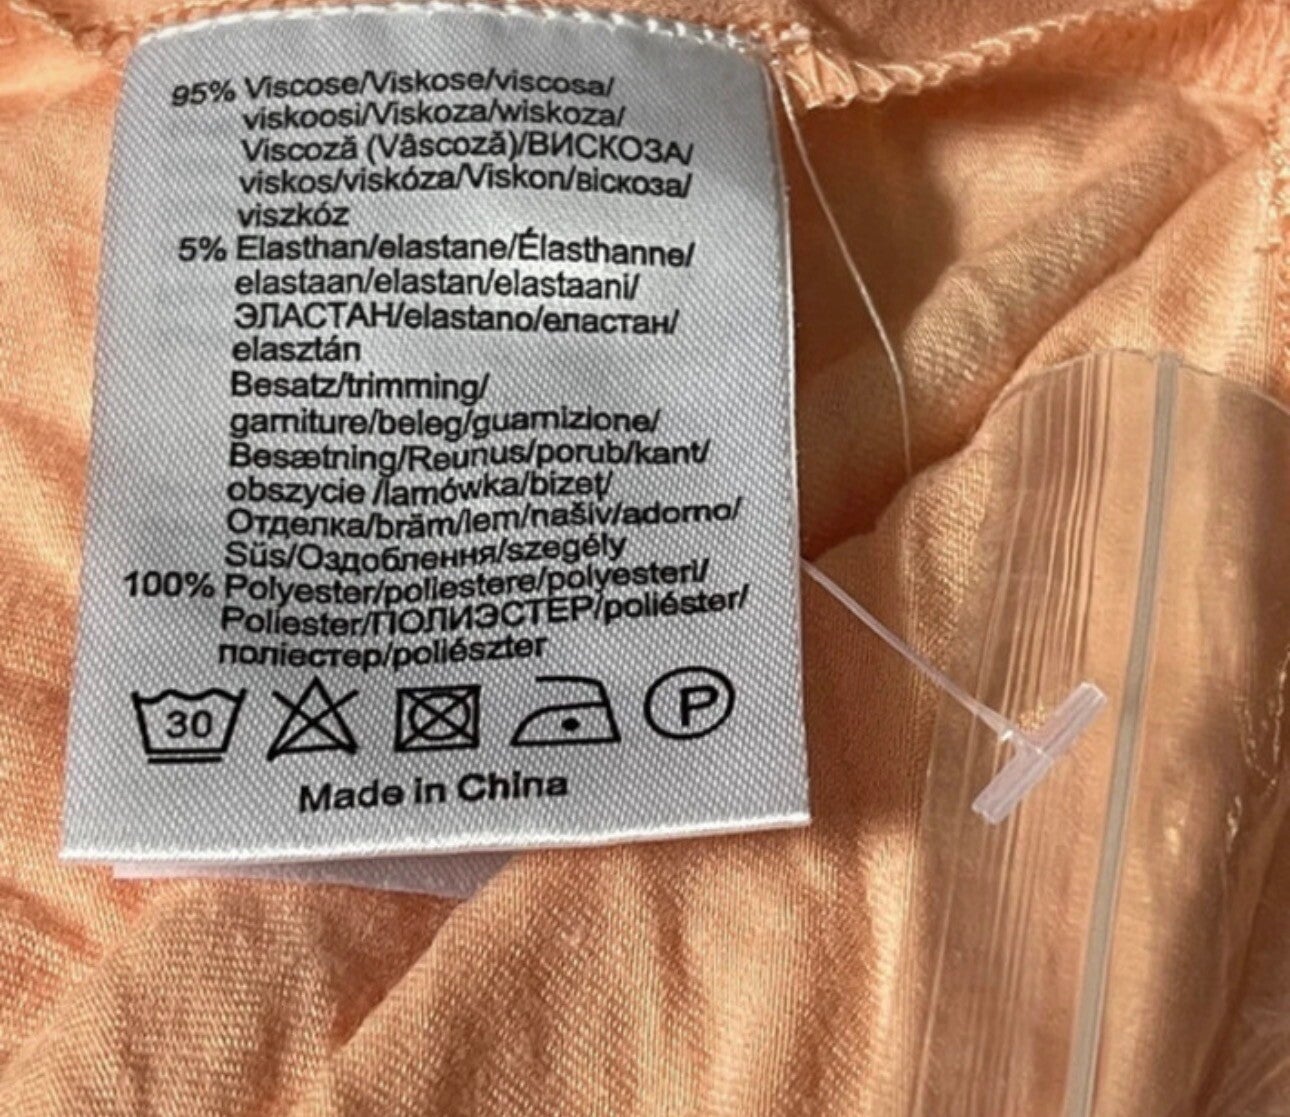 95% Viscose/Viskose/viscosa/
viskoosi/Viskoza/wiskoza/
Viscoză (Vâscoză)/ВИСКОЗА/
viskos/viskóza/Viskon/віскоза/
viszkóz
5% Elasthan/elastane/Élasthanne/
elastaan/elastan/elastaani/
ЭЛАСТАН/elastano/еластан/
elasztán
Besatz/trimming/
garniture/beleg/guarnizione/
Besætning/Reunus/porub/kant/
obszycie /lamówka/bizeț/
Отделка/bräm/lem/našiv/adorno/
Süs/Оздоблення/szegély
100% Polyester/poliestere/polyesteri/
Poliester/ПОЛИЭСТЕР/poliéster/
поліестер/poliészter
30
P
Made in China